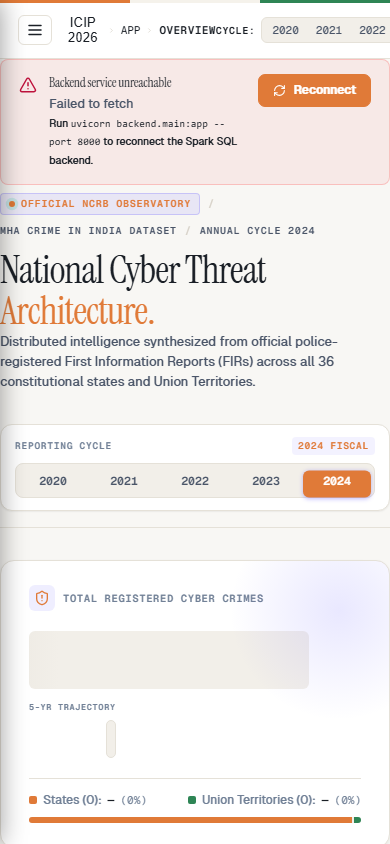 ICIP
2026
APP
OVERVIEW
CYCLE:
2020 2021 2022
Backend service unreachable
Failed to fetch
Run uvicorn backend.main:app --
port 8000 to reconnect the Spark SQL
backend.
Reconnect
OFFICIAL NCRB OBSERVATORY /
MHA CRIME IN INDIA DATASET / ANNUAL CYCLE 2024
National Cyber Threat
Architecture.
Distributed intelligence synthesized from official police-
registered First Information Reports (FIRs) across all 36
constitutional states and Union Territories.
REPORTING CYCLE
2024 FISCAL
2020 2021 2022 2023 2024
TOTAL REGISTERED CYBER CRIMES
5-YR TRAJECTORY
States (0): — (0%)
Union Territories (0): — (0%)